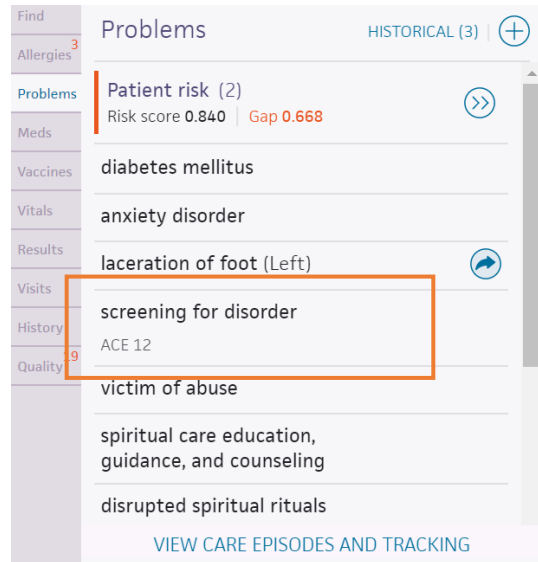 Find
Allergies 3
Problems
Meds
Vaccines
Vitals
Results
Visits
History
Quality 19
Problems
HISTORICAL (3)
Patient risk (2)
Risk score 0.840 | Gap 0.668
diabetes mellitus
anxiety disorder
laceration of foot (Left)
screening for disorder
ACE 12
victim of abuse
spiritual care education,
guidance, and counseling
disrupted spiritual rituals
VIEW CARE EPISODES AND TRACKING